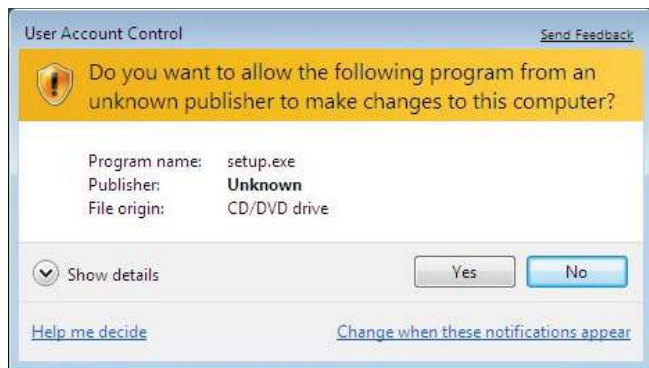 User Account Control
Send Feedback
Do you want to allow the following program from an
unknown publisher to make changes to this computer?
Program name: setup.exe
Publisher: Unknown
File origin: CD/DVD drive
Show details
Yes
No
Help me decide
Change when these notifications appear